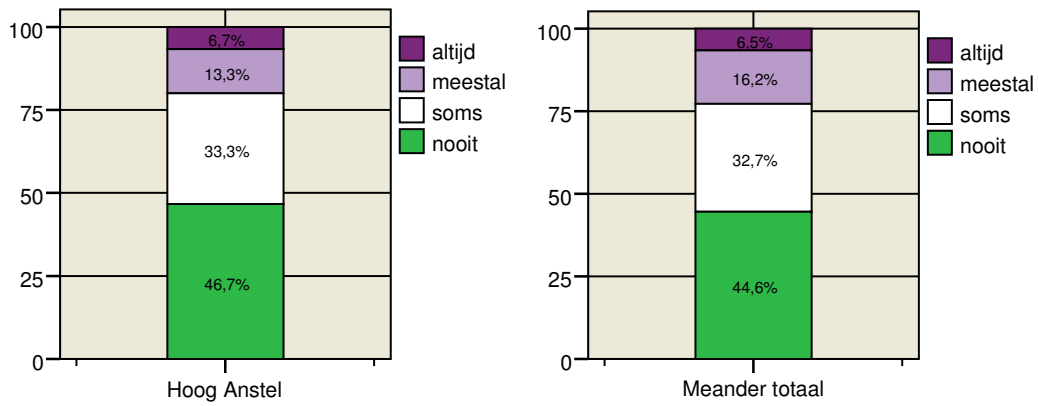 100
75
50
25
0
6,7%
13,3%
33,3%
46,7%
altijd
meestal
soms
nooit
Hoog Anstel
100
75
50
25
0
6.5%
16,2%
32,7%
44,6%
altijd
meestal
soms
nooit
Meander totaal